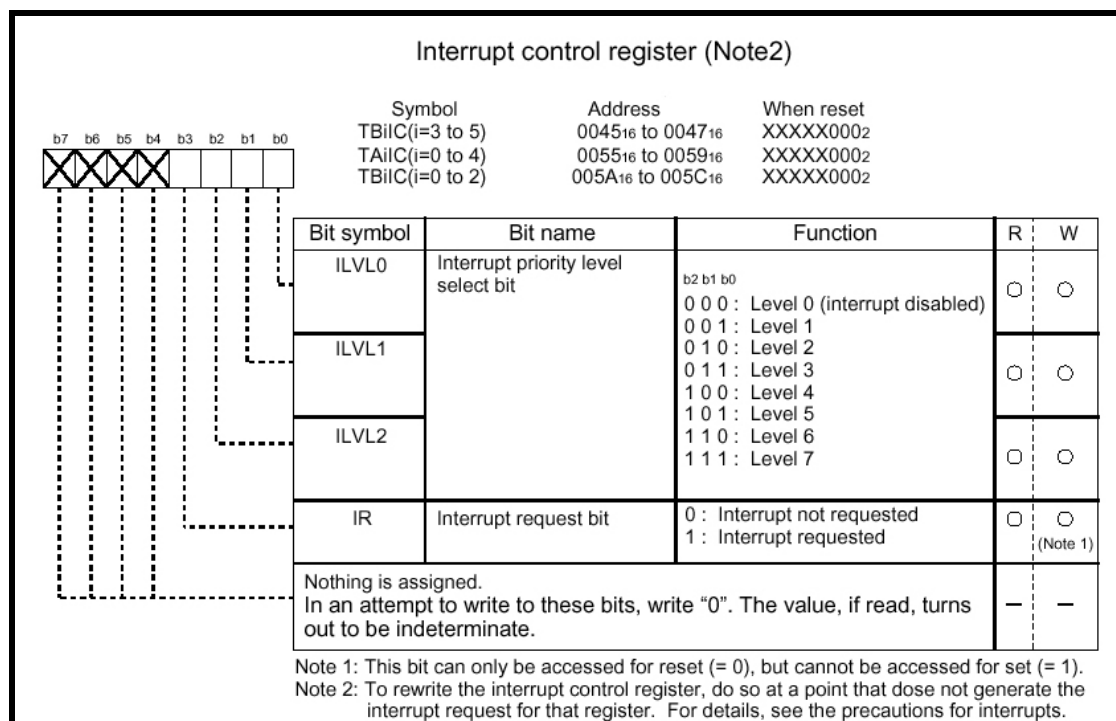 Interrupt control register (Note2)
Symbol Address When reset
TBiIC(i=3 to 5) 004516 to 004716 XXXXX0002
TAiIC(i=0 to 4) 005516 to 005916 XXXXX0002
TBiIC(i=0 to 2) 005A16 to 005C16 XXXXX0002
b7 b6 b5 b4 b3 b2 b1 b0
Bit symbol Bit name Function R W
ILVL0 Interrupt priority level
select bit
b2 b1 b0
0 0 0 : Level 0 (interrupt disabled)
0 0 1 : Level 1
0 1 0 : Level 2
ILVL1
0 1 1 : Level 3
1 0 0 : Level 4
1 0 1 : Level 5
ILVL2
1 1 0 : Level 6
1 1 1 : Level 7
IR Interrupt request bit 0 : Interrupt not requested
1 : Interrupt requested
(Note 1)
Nothing is assigned.
In an attempt to write to these bits, write “0”. The value, if read, turns
out to be indeterminate.
Note 1: This bit can only be accessed for reset (= 0), but cannot be accessed for set (= 1).
Note 2: To rewrite the interrupt control register, do so at a point that dose not generate the
interrupt request for that register. For details, see the precautions for interrupts.